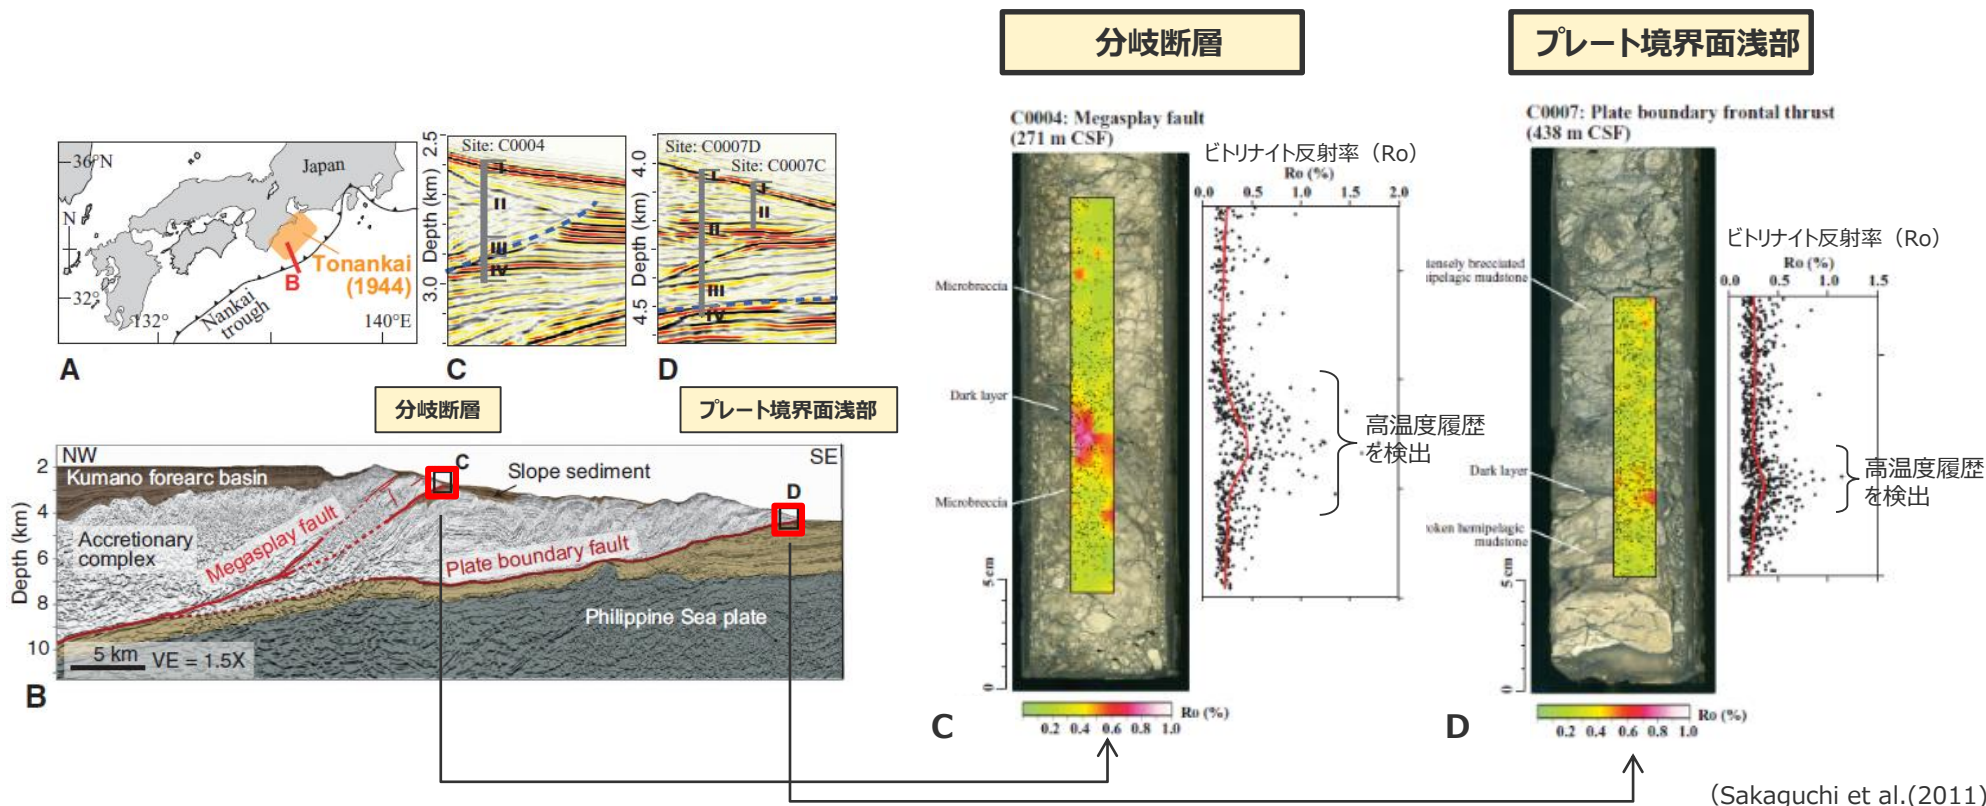 分岐断層
プレート境界面浅部
36°N
Japan
N
32°
132°
140°E
Nankai
trough
Tonankai
(1944)
B
A
2.5
Depth (km)
3.0
Site: C0004
I
II
III
IV
C
4.0
Depth (km)
4.5
Site: C0007D
Site: C0007C
I
I
II
II
III
IV
D
分岐断層
プレート境界面浅部
NW
SE
Kumano forearc basin
C
Slope sediment
D
Accretionary
complex
Megasplay fault
Plate boundary fault
Philippine Sea plate
Depth (km)
2
4
6
8
10
5 km
VE = 1.5X
B
C0004: Megasplay fault
(271 m CSF)
ビトリナイト反射率（Ro）
Ro (%)
0.0 0.5 1.0 1.5 2.0
Microbreccia
Dark layer
Microbreccia
高温度履歴
を検出
5 cm
0
Ro (%)
0.2 0.4 0.6 0.8 1.0
C
C0007: Plate boundary frontal thrust
(438 m CSF)
ビトリナイト反射率（Ro）
Ro (%)
0.0 0.5 1.0 1.5
tensely brecciated
ipelagic mudstone
Dark layer
roken hemipelagic
mudstone
高温度履歴
を検出
5 cm
0
Ro (%)
0.2 0.4 0.6 0.8 1.0
D
（Sakaguchi et al.(2011)